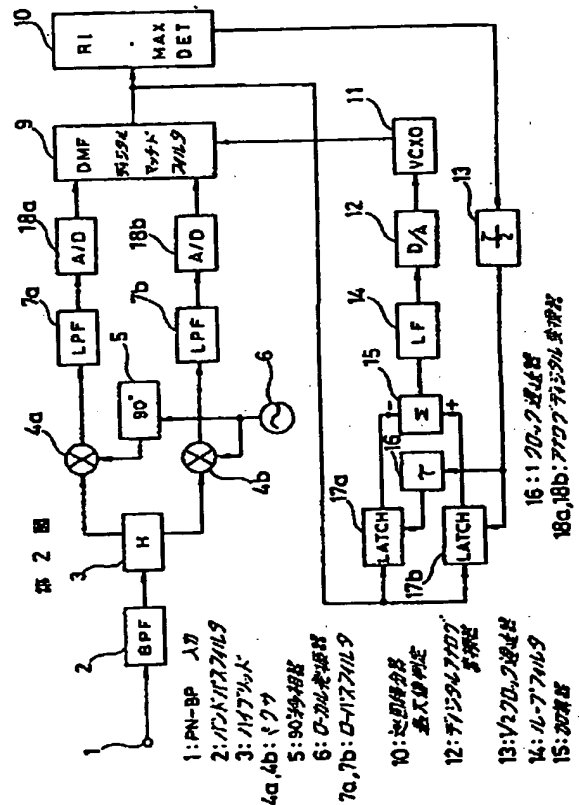 第 2 図
1
2
BPF
3
H
4a
4b
5
90°
6
7a
LPF
7b
LPF
18a
A/D
18b
A/D
9
DMF
ディジタル
マッチド
フィルタ
10
RI
・
MAX
DET
11
VCXO
12
D/A
13
τ/2
14
LF
15
Σ
-
+
16
τ
17a
LATCH
17b
LATCH
1:PN-BP 入力
2:バンドパスフィルタ
3:ハイブリッド
4a,4b:ミクサ
5:90°移相器
6:ローカル発振器
7a,7b:ローパスフィルタ
10:巡回積分器
最大値判定
12:ディジタルアナログ
変換器
13:1/2クロック遅延器
14:ループフィルタ
15:加算器
16:1クロック遅延器
18a,18b:アナログディジタル変換器